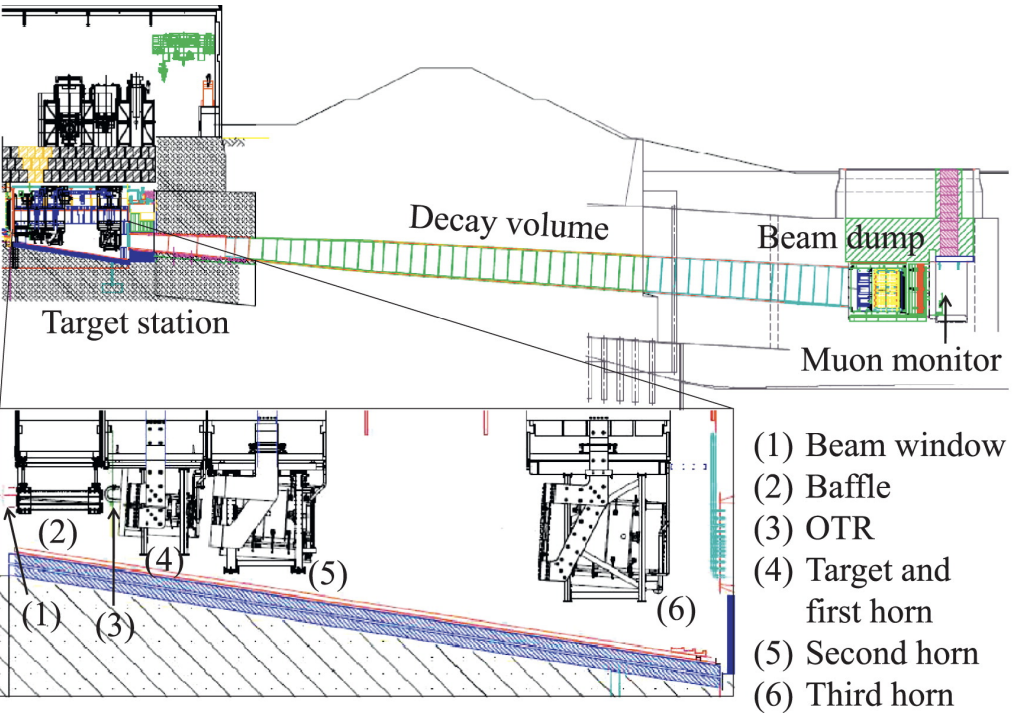 Decay volume
Beam dump
Target station
Muon monitor
(1) Beam window
(2) Baffle
(3) OTR
(4) Target and
first horn
(5) Second horn
(6) Third horn
(2)
(4)
(5)
(6)
(1)
(3)